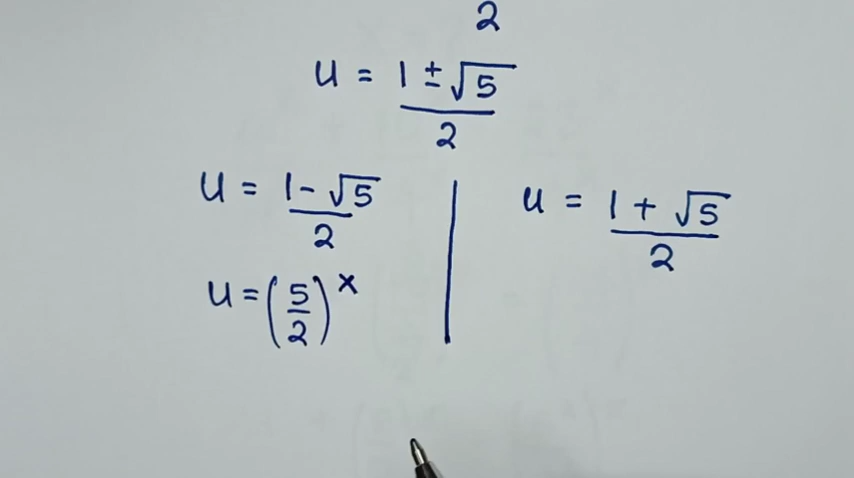 2
u = (1 ± √5)/2
u = (1 - √5)/2
u = (5/2)^x
u = (1 + √5)/2